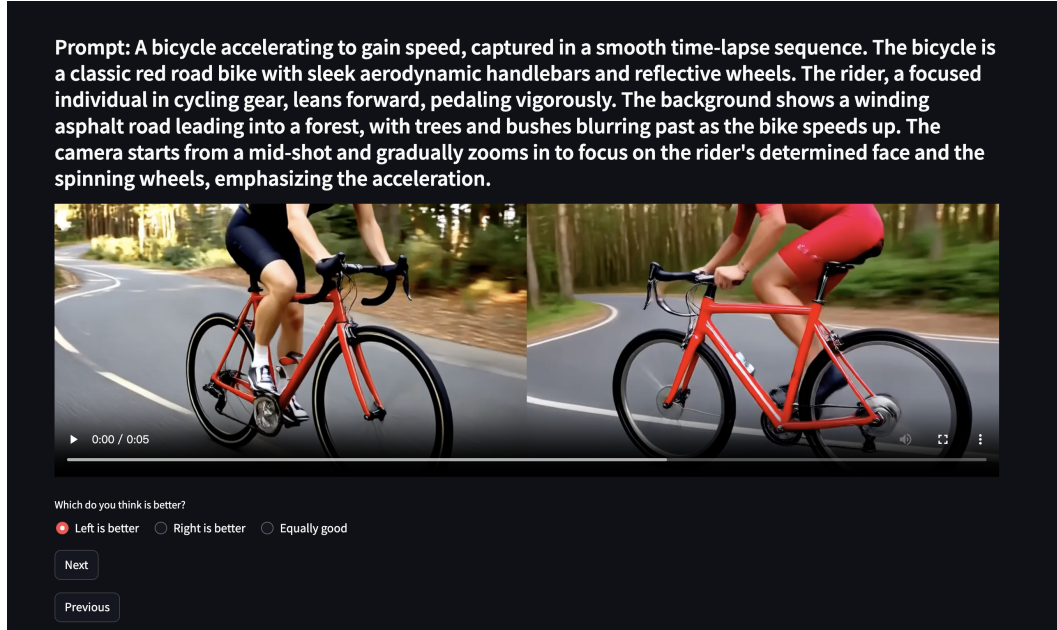 Prompt: A bicycle accelerating to gain speed, captured in a smooth time-lapse sequence. The bicycle is
a classic red road bike with sleek aerodynamic handlebars and reflective wheels. The rider, a focused
individual in cycling gear, leans forward, pedaling vigorously. The background shows a winding
asphalt road leading into a forest, with trees and bushes blurring past as the bike speeds up. The
camera starts from a mid-shot and gradually zooms in to focus on the rider's determined face and the
spinning wheels, emphasizing the acceleration.
0:00 / 0:05
Which do you think is better?
Left is better Right is better Equally good
Next
Previous